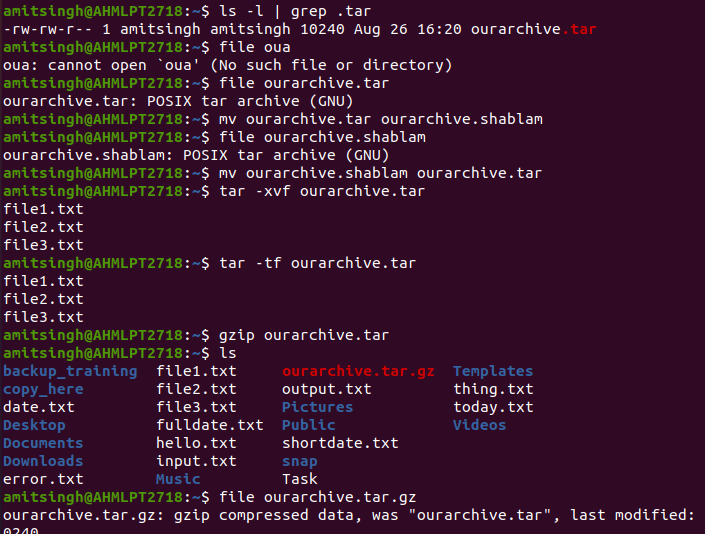 amitsingh@AHMLPT2718:~$ ls -l | grep .tar
-rw-rw-r-- 1 amitsingh amitsingh 10240 Aug 26 16:20 ourarchive.tar
amitsingh@AHMLPT2718:~$ file oua
oua: cannot open `oua' (No such file or directory)
amitsingh@AHMLPT2718:~$ file ourarchive.tar
ourarchive.tar: POSIX tar archive (GNU)
amitsingh@AHMLPT2718:~$ mv ourarchive.tar ourarchive.shablam
amitsingh@AHMLPT2718:~$ file ourarchive.shablam
ourarchive.shablam: POSIX tar archive (GNU)
amitsingh@AHMLPT2718:~$ mv ourarchive.shablam ourarchive.tar
amitsingh@AHMLPT2718:~$ tar -xvf ourarchive.tar
file1.txt
file2.txt
file3.txt
amitsingh@AHMLPT2718:~$ tar -tf ourarchive.tar
file1.txt
file2.txt
file3.txt
amitsingh@AHMLPT2718:~$ gzip ourarchive.tar
amitsingh@AHMLPT2718:~$ ls
backup_training  file1.txt     ourarchive.tar.gz  Templates
copy_here        file2.txt     output.txt         thing.txt
date.txt         file3.txt     Pictures           today.txt
Desktop          fulldate.txt  Public             Videos
Documents        hello.txt     shortdate.txt
Downloads        input.txt     snap
error.txt        Music         Task
amitsingh@AHMLPT2718:~$ file ourarchive.tar.gz
ourarchive.tar.gz: gzip compressed data, was "ourarchive.tar", last modified:
0240